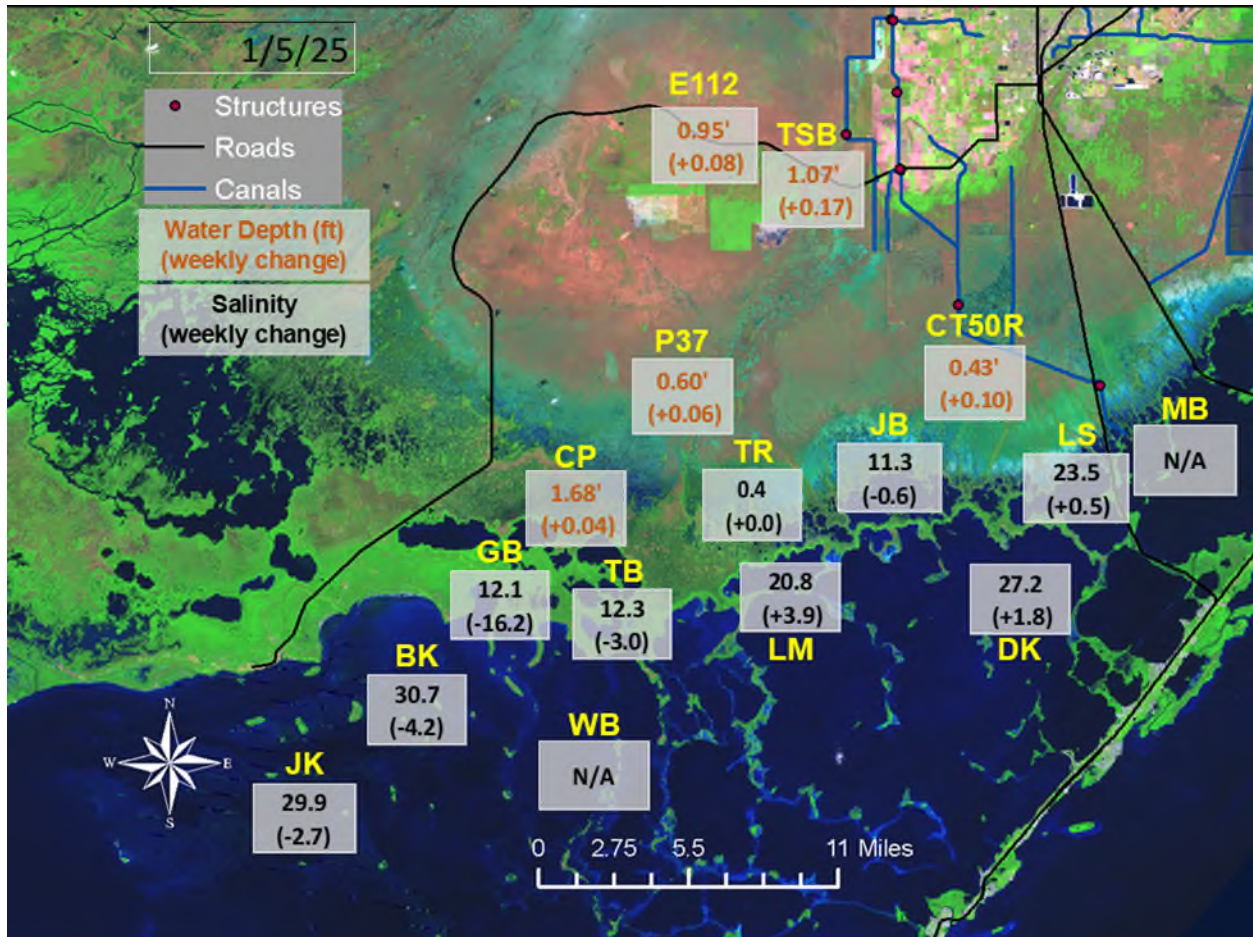 1/5/25
Structures
Roads
Canals
Water Depth (ft)
(weekly change)
Salinity
(weekly change)
E112
0.95'
(+0.08)
TSB
1.07'
(+0.17)
P37
0.60'
(+0.06)
CT50R
0.43'
(+0.10)
CP
1.68'
(+0.04)
TR
0.4
(+0.0)
JB
11.3
(-0.6)
LS
23.5
(+0.5)
MB
N/A
GB
12.1
(-16.2)
TB
12.3
(-3.0)
20.8
(+3.9)
LM
27.2
(+1.8)
DK
BK
30.7
(-4.2)
WB
N/A
JK
29.9
(-2.7)
N
W E
S
0 2.75 5.5 11 Miles